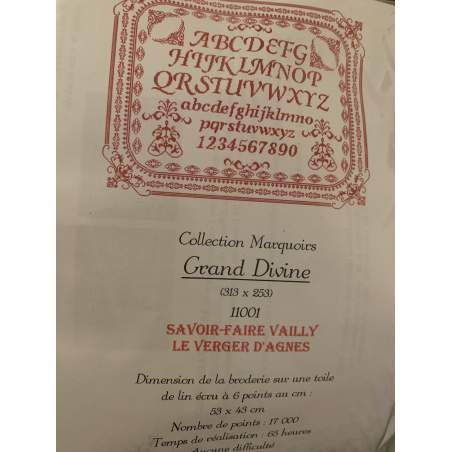 ABCDEFG
HIJKLMNOP
QRSTUVWXYZ
abcdefghijklmno
pqrstuvwxyz
1234567890
Collection Marquoirs
Grand Divine
(313 x 253)
11001
SAVOIR-FAIRE VAILLY
LE VERGER D'AGNES
Dimension de la broderie sur une toile
de lin écru à 6 points au cm :
53 x 43 cm
Nombre de points : 17 000
Temps de réalisation : 65 heures
Aucune difficulté